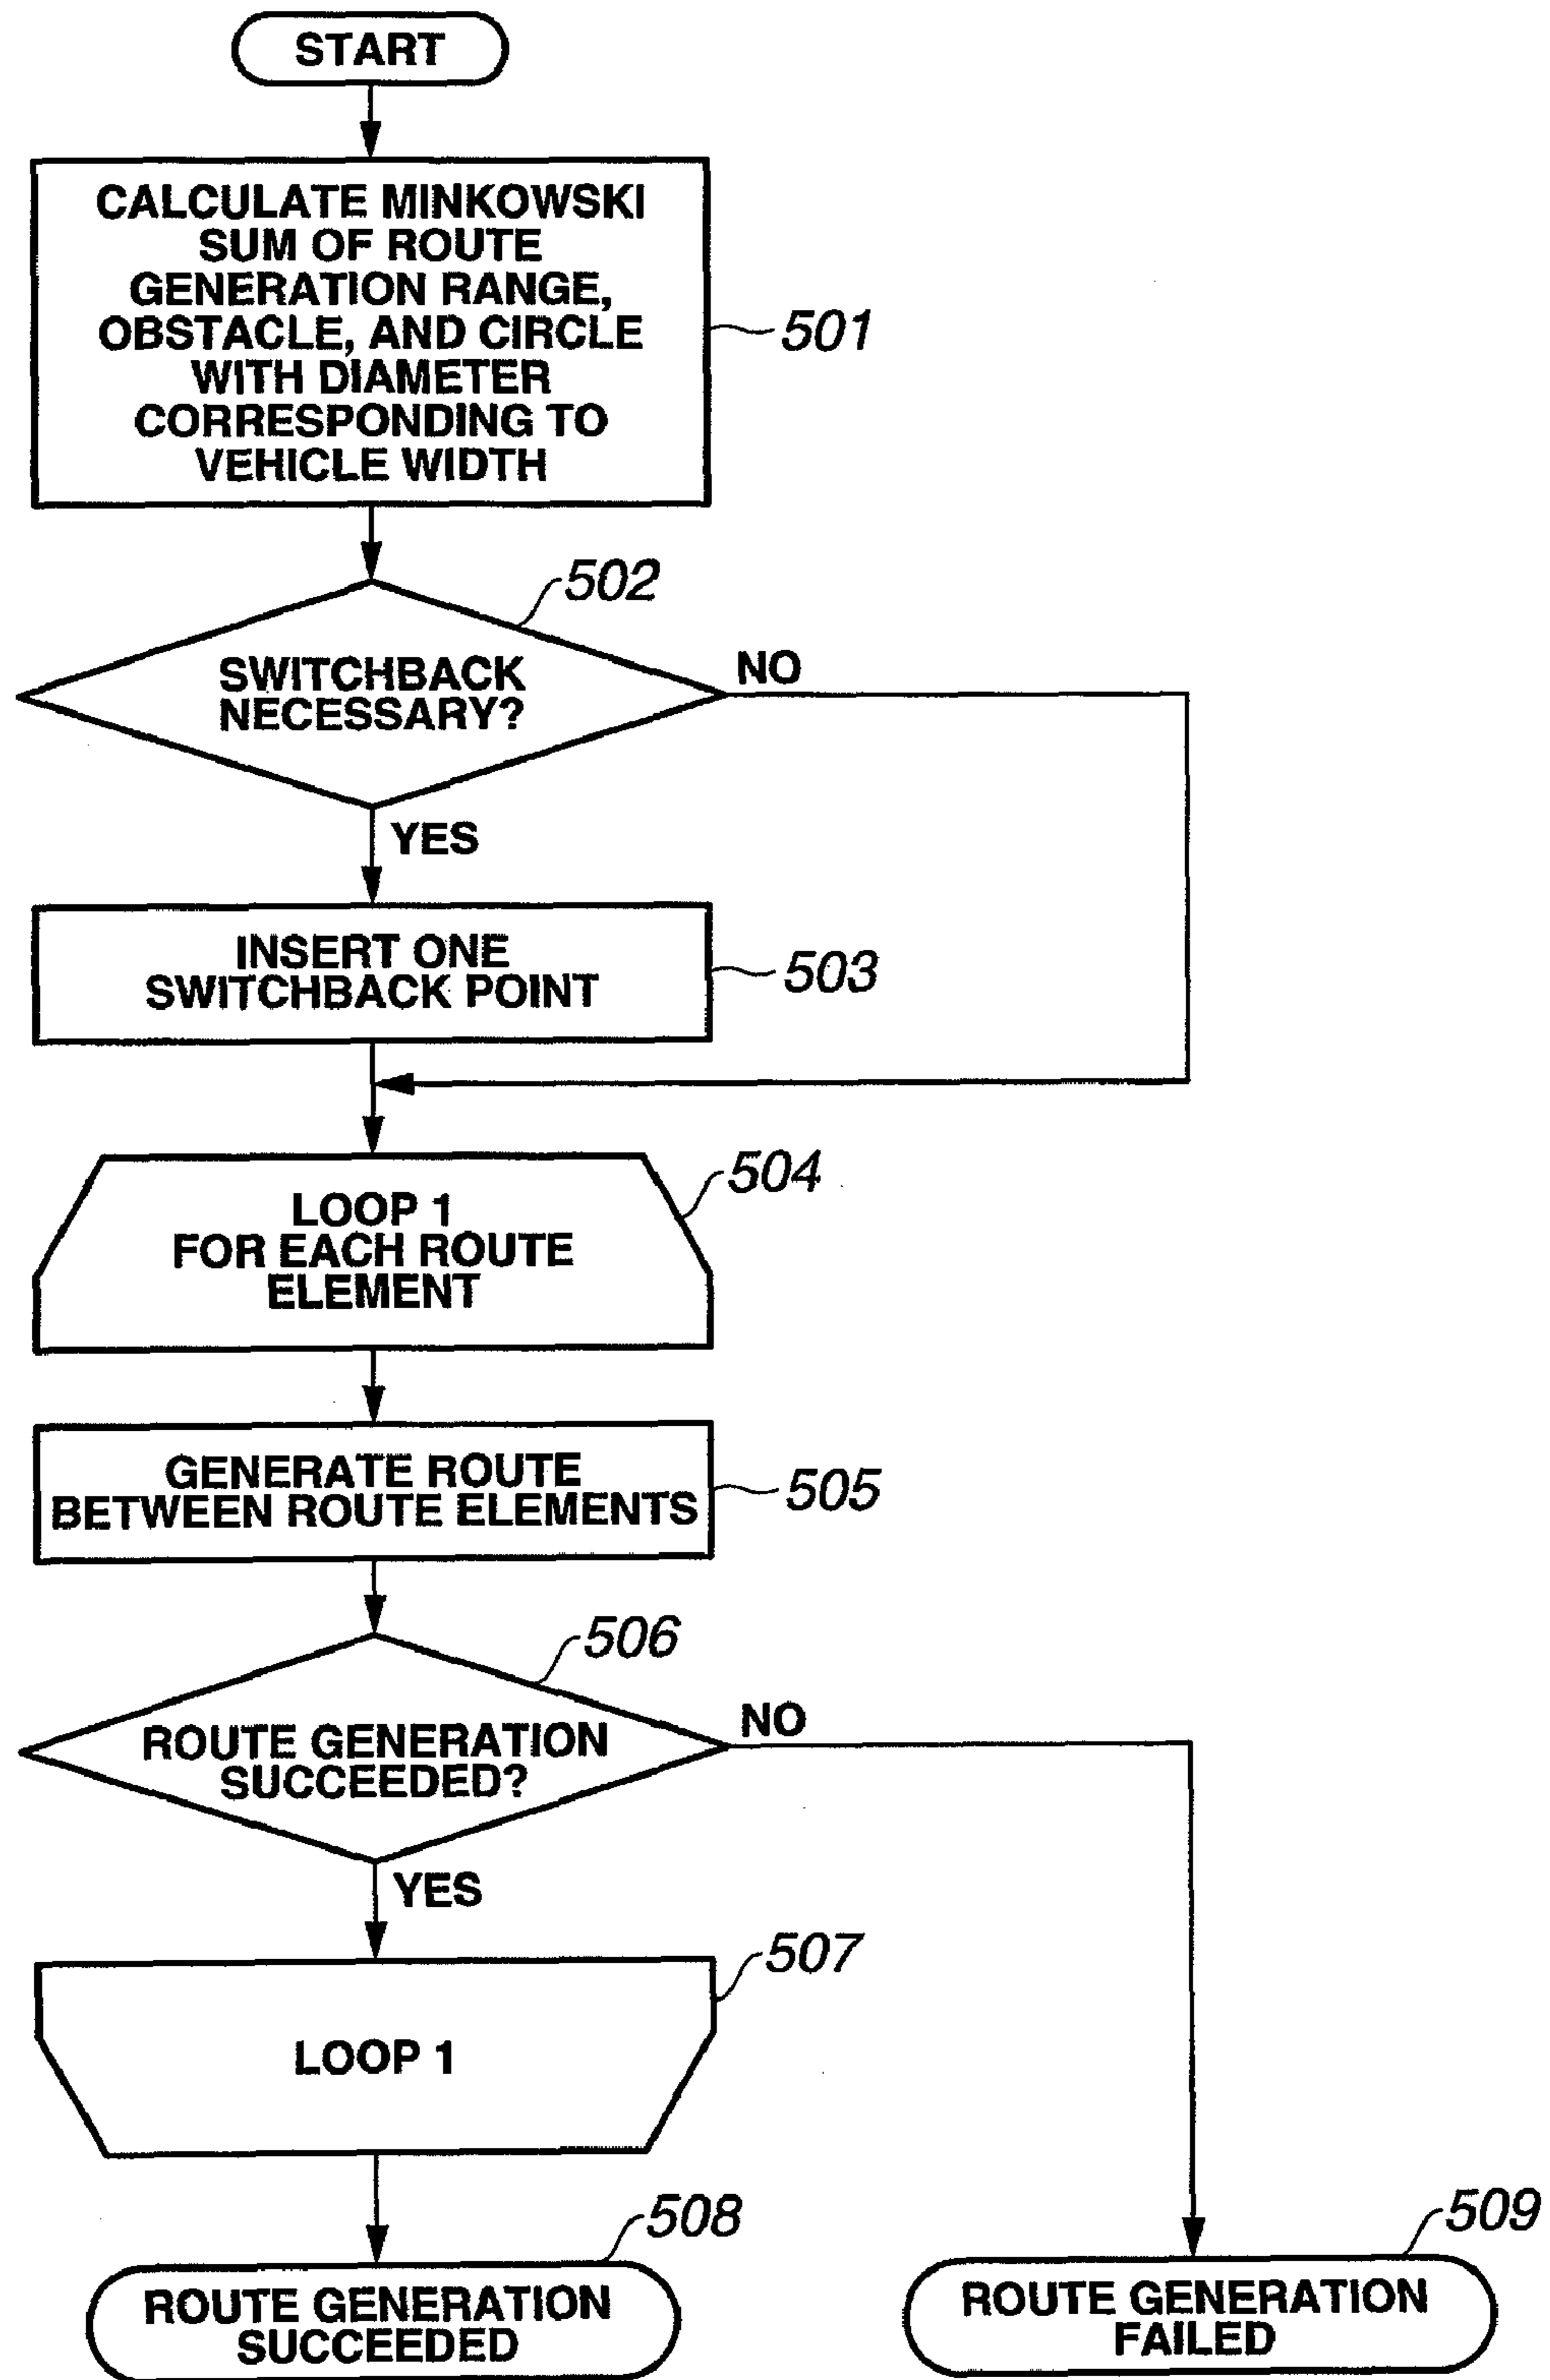 START
CALCULATE MINKOWSKI
SUM OF ROUTE
GENERATION RANGE,
OBSTACLE, AND CIRCLE
WITH DIAMETER
CORRESPONDING TO
VEHICLE WIDTH
501
502
SWITCHBACK
NECESSARY?
NO
YES
INSERT ONE
SWITCHBACK POINT
503
504
LOOP 1
FOR EACH ROUTE
ELEMENT
GENERATE ROUTE
BETWEEN ROUTE ELEMENTS
505
506
ROUTE GENERATION
SUCCEEDED?
NO
YES
507
LOOP 1
508
ROUTE GENERATION
SUCCEEDED
509
ROUTE GENERATION
FAILED